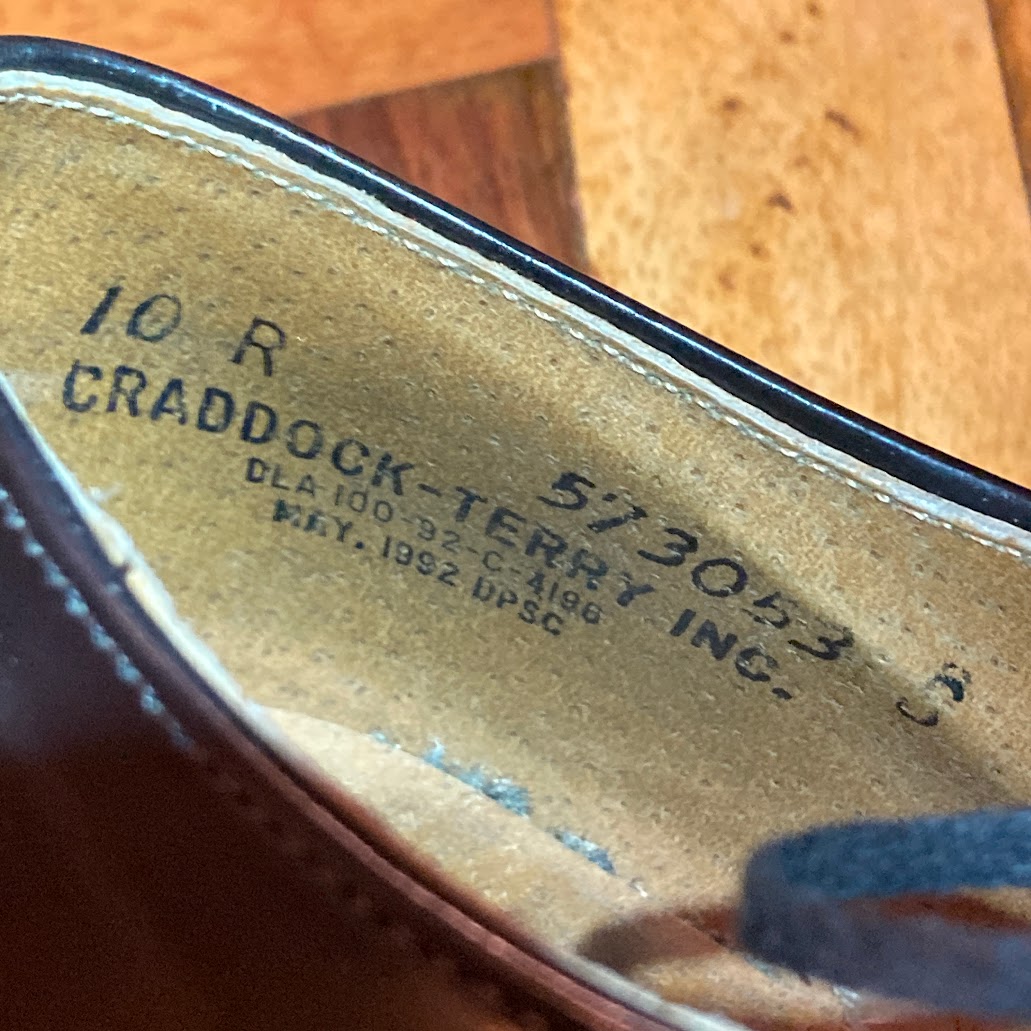 10 R 573053 S
CRADDOCK-TERRY INC.
DLA-100-92-C-4196
MAY. 1992 DPSC